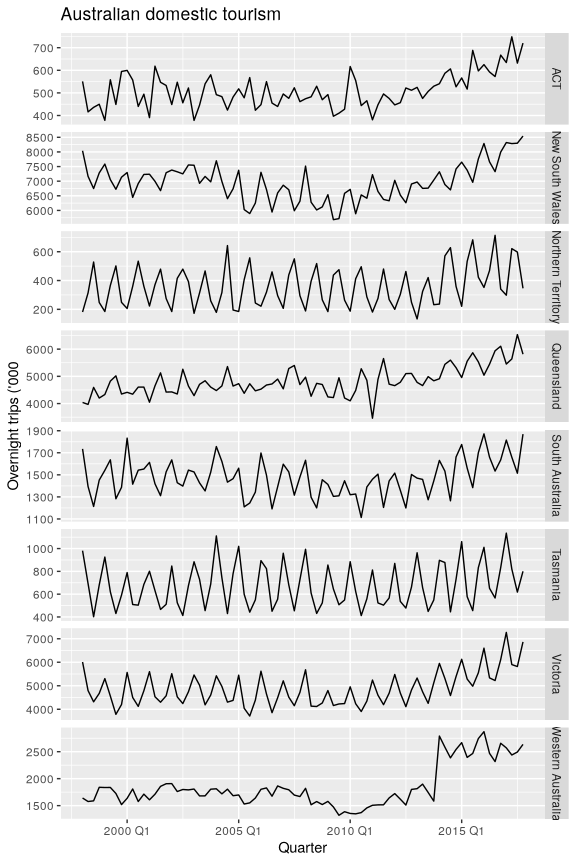 Australian domestic tourism
700
600
500
400
ACT
8500
8000
7500
7000
6500
6000
New South Wales
600
400
200
Northern Territory
6000
5000
4000
Queensland
1900
1700
1500
1300
1100
South Australia
1000
800
600
400
Tasmania
7000
6000
5000
4000
Victoria
2500
2000
1500
Western Australia
2000 Q1 2005 Q1 2010 Q1 2015 Q1
Quarter
Overnight trips ('000